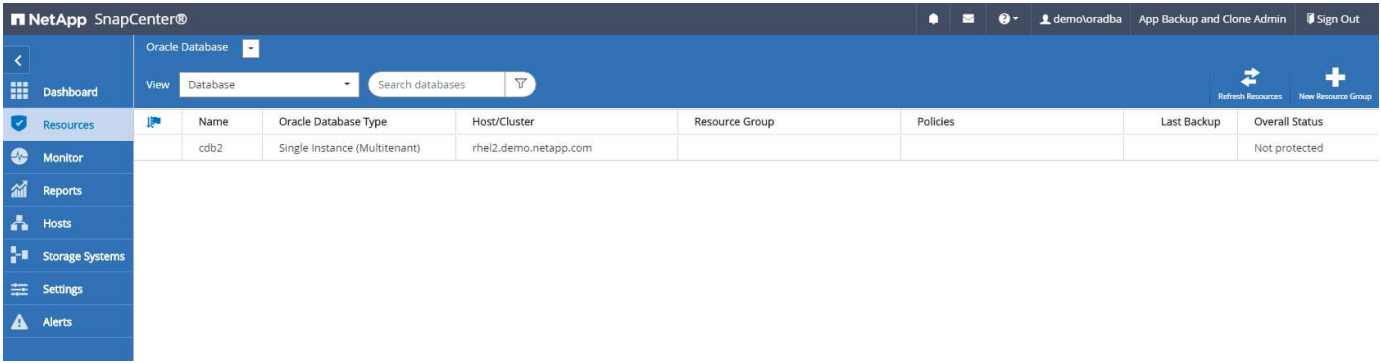 NetApp SnapCenter®
demo\oradba App Backup and Clone Admin Sign Out
Oracle Database
Dashboard
View Database Search databases
Refresh Resources New Resource Group
Resources
Name Oracle Database Type Host/Cluster Resource Group Policies Last Backup Overall Status
cdb2 Single Instance (Multitenant) rhel2.demo.netapp.com Not protected
Monitor
Reports
Hosts
Storage Systems
Settings
Alerts